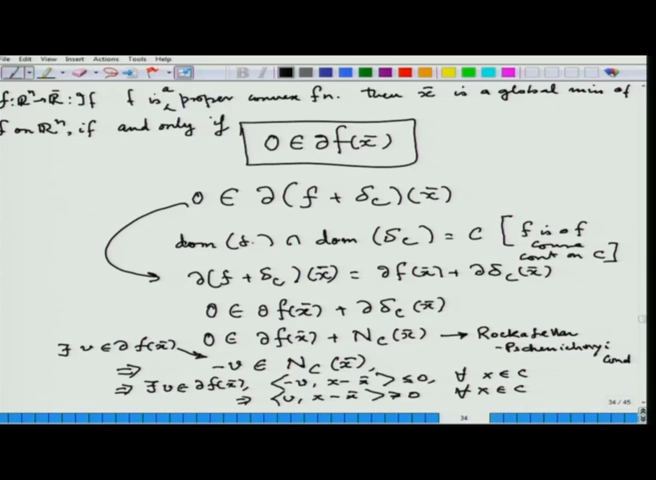 File Edit View Insert Actions Tools Help
f: ℝⁿ → ℝ̄ : If f is a proper convex fn. then x̄ is a global min of
f on ℝⁿ, if and only if
0 ∈ ∂f(x̄)
0 ∈ ∂(f + δ_C)(x̄)
dom (f.) ∩ dom (δ_C) = C [ f is of course cont on C ]
∂(f + δ_C)(x̄) = ∂f(x̄) + ∂δ_C(x̄)
0 ∈ ∂f(x̄) + ∂δ_C(x̄)
0 ∈ ∂f(x̄) + N_C(x̄) → Rockafellar - Pschenichnyi Cond
∃ v ∈ ∂f(x̄)
⇒ -v ∈ N_C(x̄),
⇒ ∃ v ∈ ∂f(x̄), ⟨-v, x - x̄⟩ ≤ 0, ∀ x ∈ C
⇒ ⟨v, x - x̄⟩ ≥ 0 ∀ x ∈ C
34
34 / 45